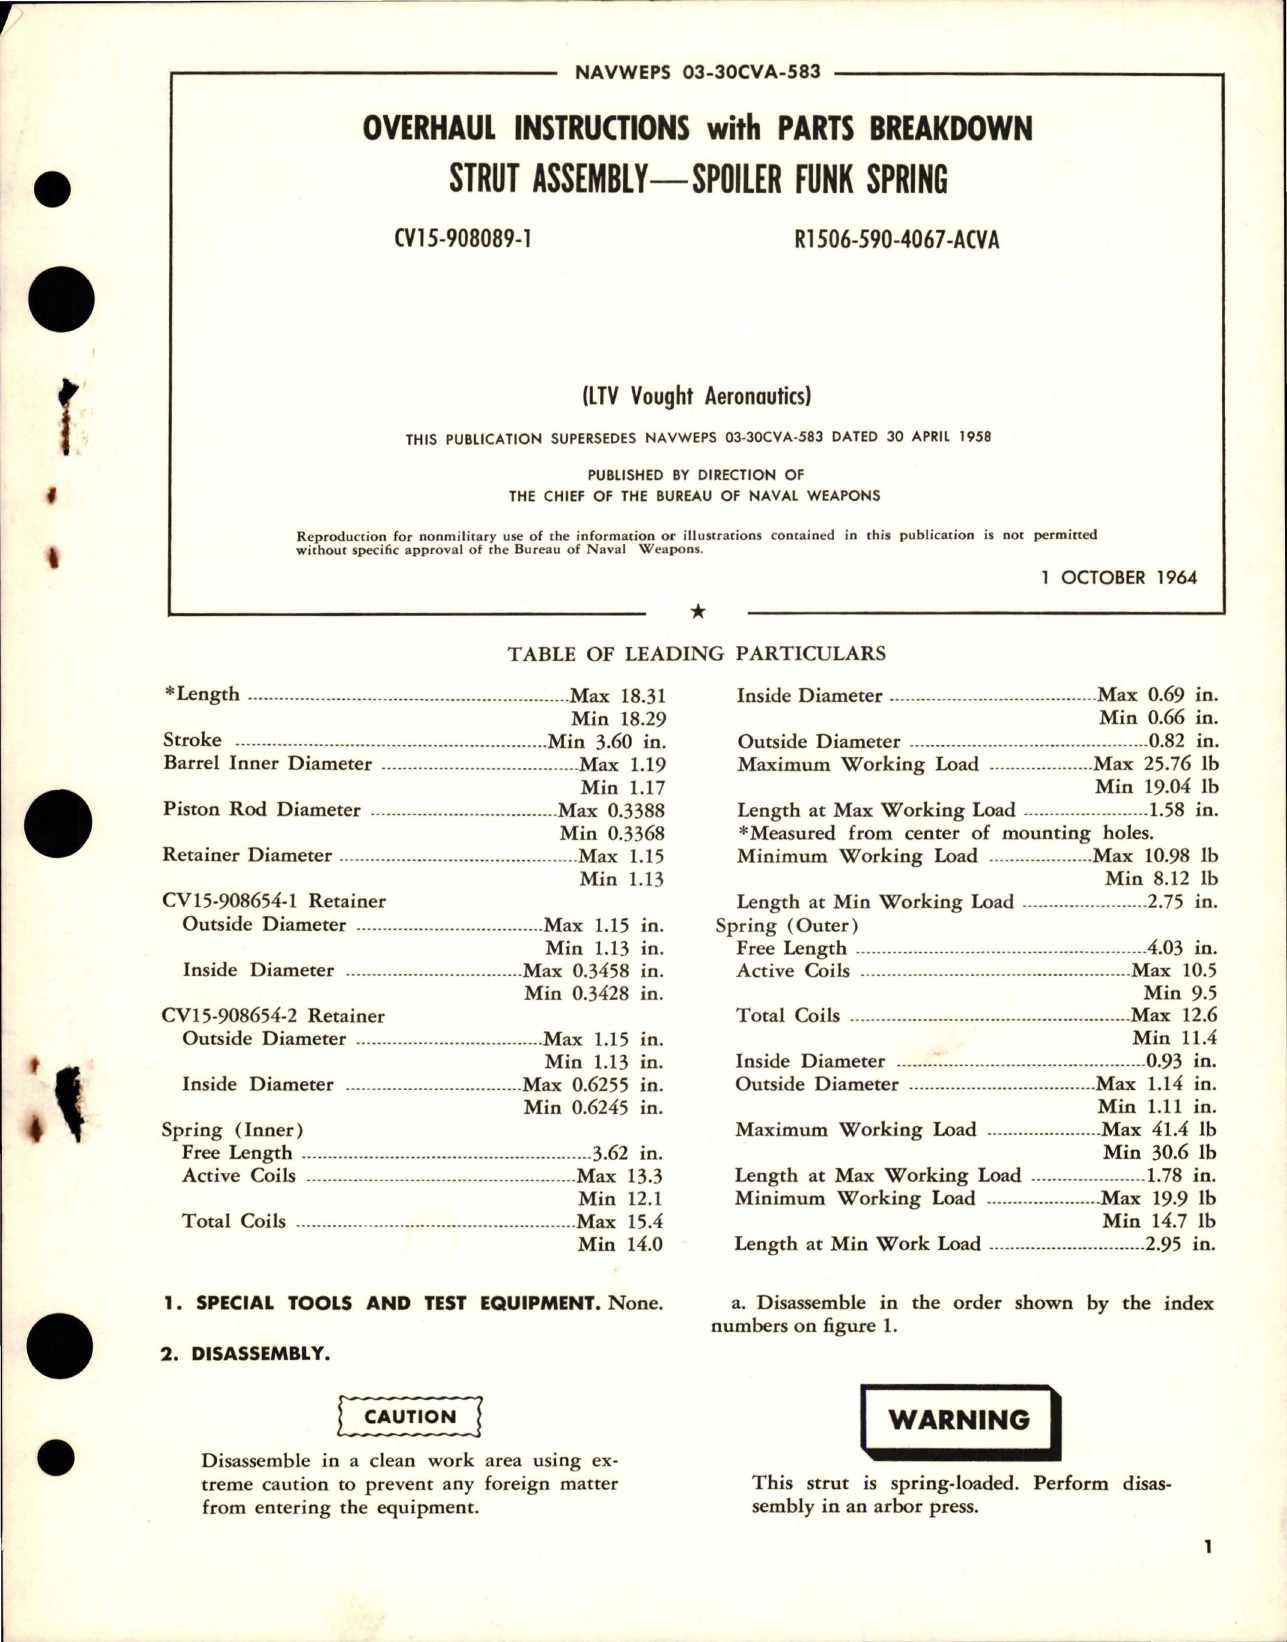 NAVWEPS 03-30CVA-583
OVERHAUL INSTRUCTIONS with PARTS BREAKDOWN
STRUT ASSEMBLY—SPOILER FUNK SPRING
CV15-908089-1 R1506-590-4067-ACVA
(LTV Vought Aeronautics)
THIS PUBLICATION SUPERSEDES NAVWEPS 03-30CVA-583 DATED 30 APRIL 1958
PUBLISHED BY DIRECTION OF
THE CHIEF OF THE BUREAU OF NAVAL WEAPONS
Reproduction for nonmilitary use of the information or illustrations contained in this publication is not permitted
without specific approval of the Bureau of Naval Weapons.
1 OCTOBER 1964
TABLE OF LEADING PARTICULARS
*Length ........ Max 18.31
Min 18.29
Stroke ........ Min 3.60 in.
Barrel Inner Diameter ........ Max 1.19
Min 1.17
Piston Rod Diameter ........ Max 0.3388
Min 0.3368
Retainer Diameter ........ Max 1.15
Min 1.13
CV15-908654-1 Retainer
Outside Diameter ........ Max 1.15 in.
Min 1.13 in.
Inside Diameter ........ Max 0.3458 in.
Min 0.3428 in.
CV15-908654-2 Retainer
Outside Diameter ........ Max 1.15 in.
Min 1.13 in.
Inside Diameter ........ Max 0.6255 in.
Min 0.6245 in.
Spring (Inner)
Free Length ........ 3.62 in.
Active Coils ........ Max 13.3
Min 12.1
Total Coils ........ Max 15.4
Min 14.0
Inside Diameter ........ Max 0.69 in.
Min 0.66 in.
Outside Diameter ........ 0.82 in.
Maximum Working Load ........ Max 25.76 lb
Min 19.04 lb
Length at Max Working Load ........ 1.58 in.
*Measured from center of mounting holes.
Minimum Working Load ........ Max 10.98 lb
Min 8.12 lb
Length at Min Working Load ........ 2.75 in.
Spring (Outer)
Free Length ........ 4.03 in.
Active Coils ........ Max 10.5
Min 9.5
Total Coils ........ Max 12.6
Min 11.4
Inside Diameter ........ 0.93 in.
Outside Diameter ........ Max 1.14 in.
Min 1.11 in.
Maximum Working Load ........ Max 41.4 lb
Min 30.6 lb
Length at Max Working Load ........ 1.78 in.
Minimum Working Load ........ Max 19.9 lb
Min 14.7 lb
Length at Min Work Load ........ 2.95 in.
1. SPECIAL TOOLS AND TEST EQUIPMENT. None.
2. DISASSEMBLY.
CAUTION
Disassemble in a clean work area using ex-
treme caution to prevent any foreign matter
from entering the equipment.
a. Disassemble in the order shown by the index
numbers on figure 1.
WARNING
This strut is spring-loaded. Perform disas-
sembly in an arbor press.
1